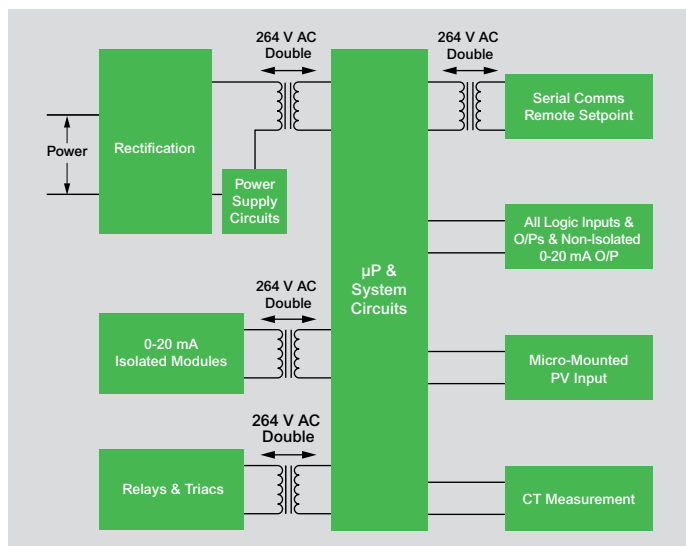 264 V AC
Double
264 V AC
Double
Power
Rectification
Power
Supply
Circuits
Serial Comms
Remote Setpoint
All Logic Inputs &
O/Ps & Non-Isolated
0-20 mA O/P
µP &
System
Circuits
264 V AC
Double
0-20 mA
Isolated Modules
Micro-Mounted
PV Input
264 V AC
Double
Relays & Triacs
CT Measurement